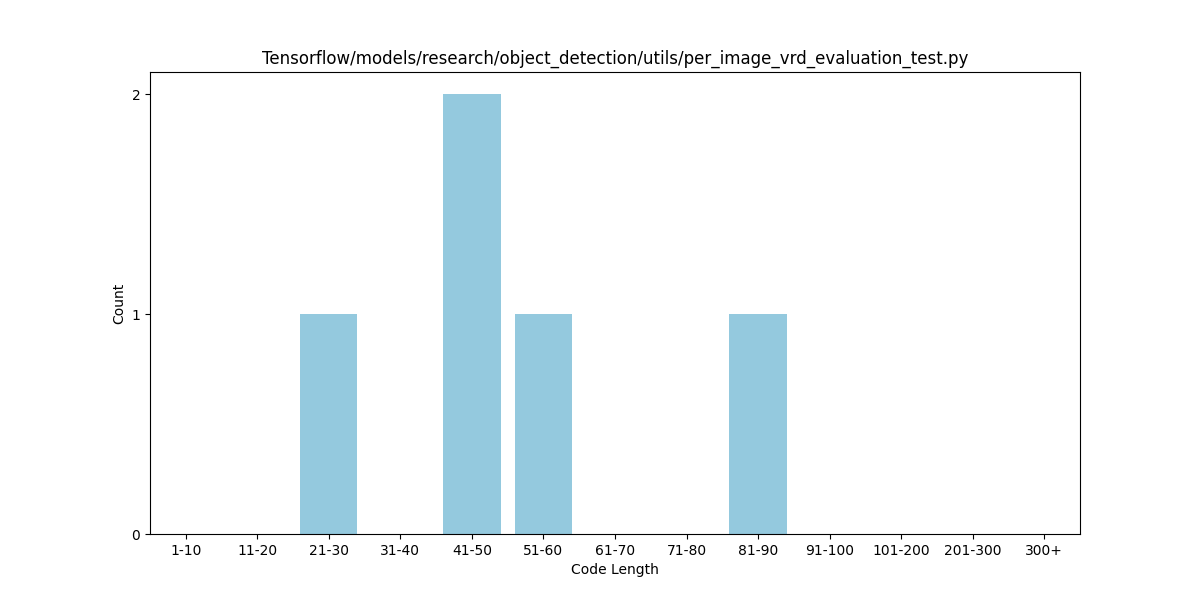 Tensorflow/models/research/object_detection/utils/per_image_vrd_evaluation_test.py
2
1
0
Count
1-10 11-20 21-30 31-40 41-50 51-60 61-70 71-80 81-90 91-100 101-200 201-300 300+
Code Length